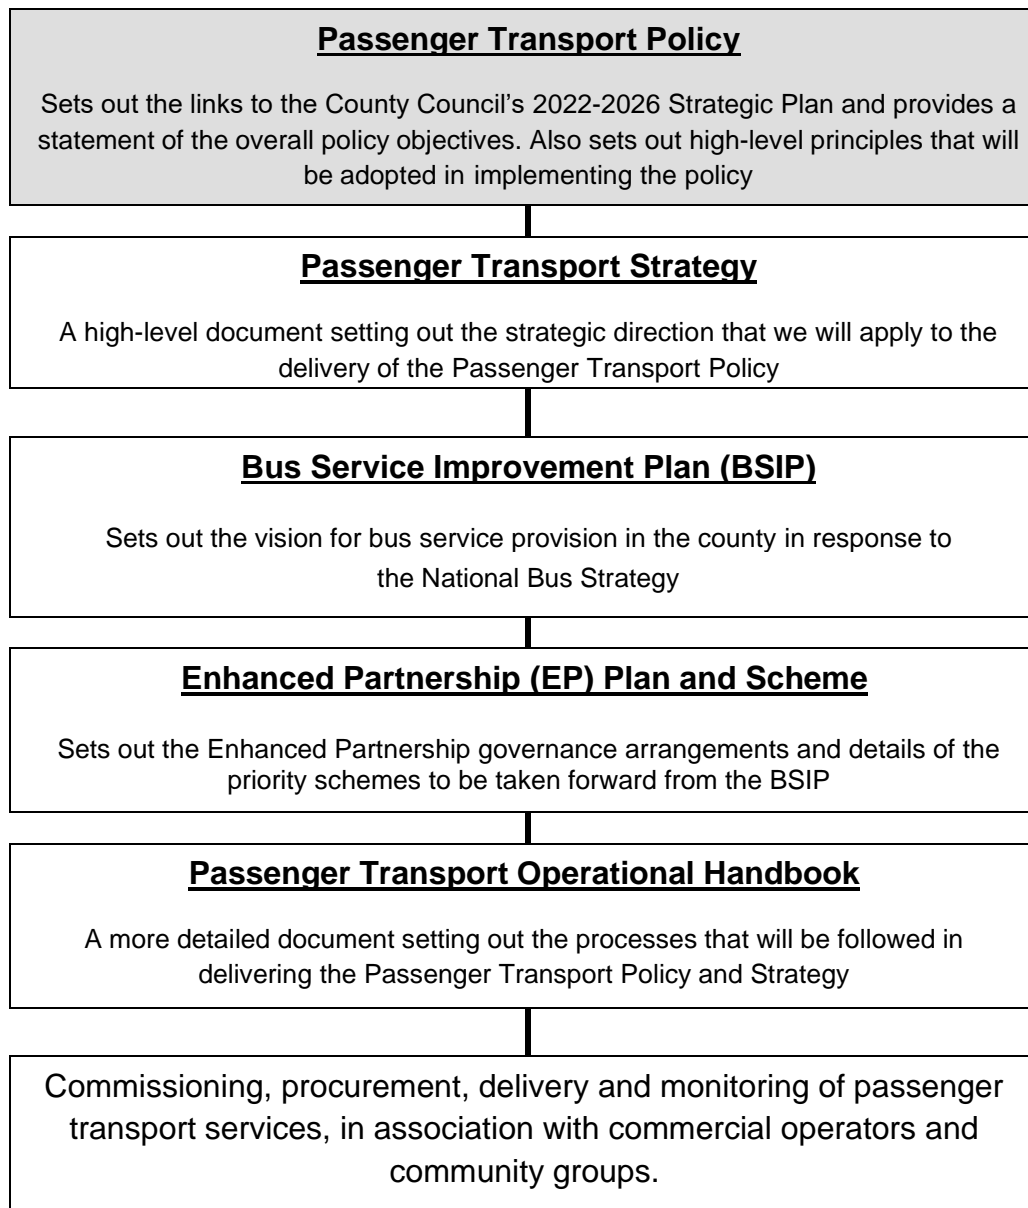 Passenger Transport Policy
Sets out the links to the County Council’s 2022-2026 Strategic Plan and provides a
statement of the overall policy objectives. Also sets out high-level principles that will
be adopted in implementing the policy
Passenger Transport Strategy
A high-level document setting out the strategic direction that we will apply to the
delivery of the Passenger Transport Policy
Bus Service Improvement Plan (BSIP)
Sets out the vision for bus service provision in the county in response to
the National Bus Strategy
Enhanced Partnership (EP) Plan and Scheme
Sets out the Enhanced Partnership governance arrangements and details of the
priority schemes to be taken forward from the BSIP
Passenger Transport Operational Handbook
A more detailed document setting out the processes that will be followed in
delivering the Passenger Transport Policy and Strategy
Commissioning, procurement, delivery and monitoring of passenger
transport services, in association with commercial operators and
community groups.